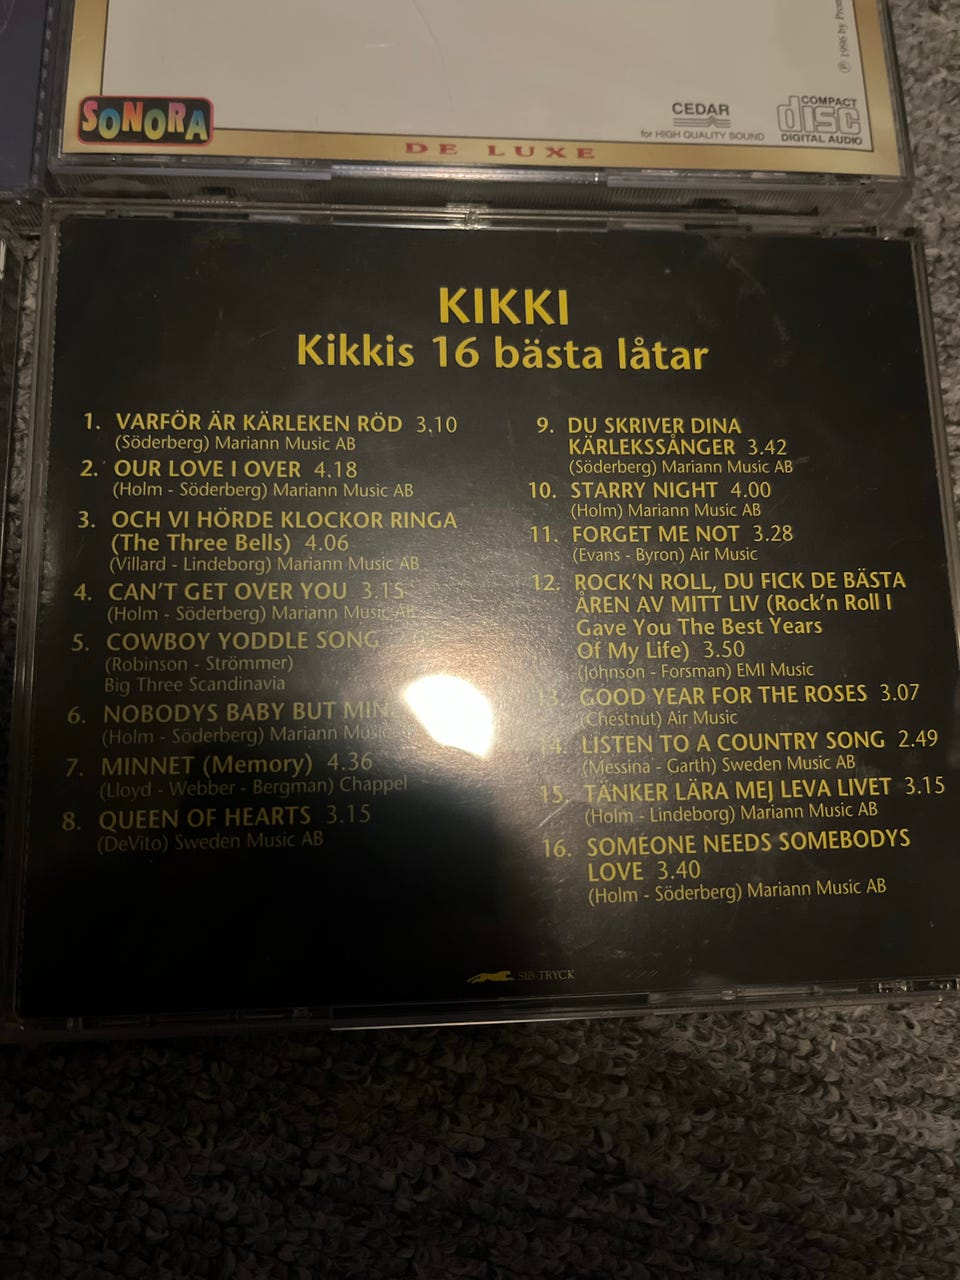 ℗ 1996 by
SONORA
CEDAR
for HIGH QUALITY SOUND
COMPACT
disc
DIGITAL AUDIO
DE LUXE
KIKKI
Kikkis 16 bästa låtar
1. VARFÖR ÄR KÄRLEKEN RÖD 3.10
(Söderberg) Mariann Music AB
2. OUR LOVE I OVER 4.18
(Holm - Söderberg) Mariann Music AB
3. OCH VI HÖRDE KLOCKOR RINGA
(The Three Bells) 4.06
(Villard - Lindeborg) Mariann Music AB
4. CAN'T GET OVER YOU 3.15
(Holm - Söderberg) Mariann Music AB
5. COWBOY YODDLE SONG
(Robinson - Strömmer)
Big Three Scandinavia
6. NOBODYS BABY BUT
(Holm - Söderberg) Mariann Music
7. MINNET (Memory) 4.36
(Lloyd - Webber - Bergman) Chappel
8. QUEEN OF HEARTS 3.15
(DeVito) Sweden Music AB
9. DU SKRIVER DINA
KÄRLEKSSÅNGER 3.42
(Söderberg) Mariann Music AB
10. STARRY NIGHT 4.00
(Holm) Mariann Music AB
11. FORGET ME NOT 3.28
(Evans - Byron) Air Music
12. ROCK'N ROLL, DU FICK DE BÄSTA
ÅREN AV MITT LIV (Rock'n Roll I
Gave You The Best Years
Of My Life) 3.50
(Johnson - Forsman) EMI Music
13. GOOD YEAR FOR THE ROSES 3.07
(Chestnut) Air Music
14. LISTEN TO A COUNTRY SONG 2.49
(Messina - Garth) Sweden Music AB
15. TÄNKER LÄRA MEJ LEVA LIVET 3.15
(Holm - Lindeborg) Mariann Music AB
16. SOMEONE NEEDS SOMEBODYS
LOVE 3.40
(Holm - Söderberg) Mariann Music AB
SIB-TRYCK